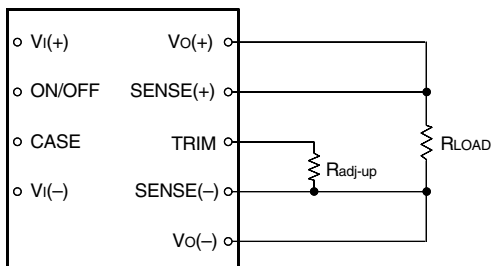 VI(+) VO(+)
ON/OFF SENSE(+)
CASE TRIM
RLOAD
Radj-up
VI(–) SENSE(–)
VO(–)